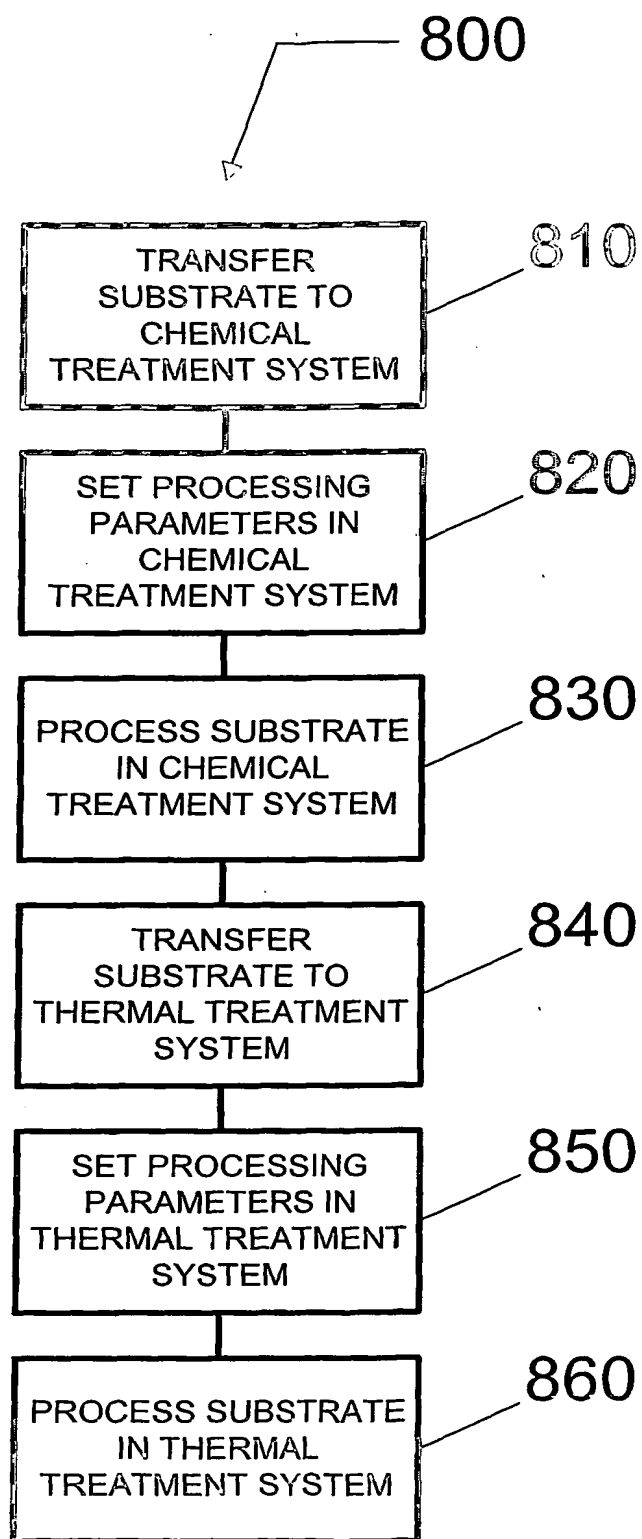 800
810
TRANSFER
SUBSTRATE TO
CHEMICAL
TREATMENT SYSTEM
820
SET PROCESSING
PARAMETERS IN
CHEMICAL
TREATMENT SYSTEM
830
PROCESS SUBSTRATE
IN CHEMICAL
TREATMENT SYSTEM
840
TRANSFER
SUBSTRATE TO
THERMAL TREATMENT
SYSTEM
850
SET PROCESSING
PARAMETERS IN
THERMAL TREATMENT
SYSTEM
860
PROCESS SUBSTRATE
IN THERMAL
TREATMENT SYSTEM